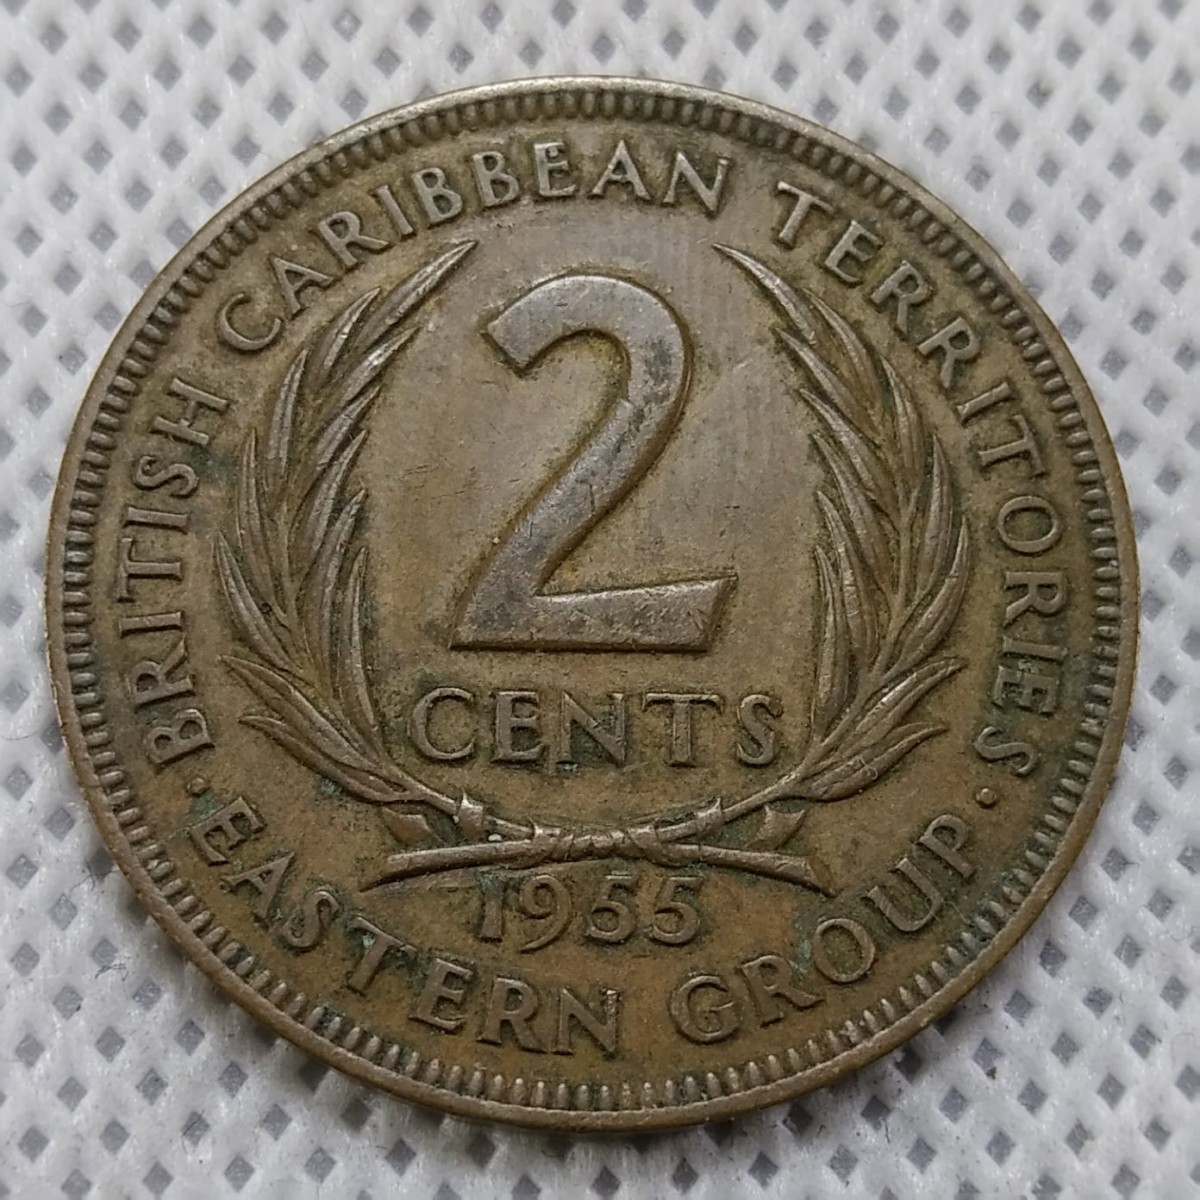 BRITISH CARIBBEAN TERRITORIES
2
CENTS
1955
· EASTERN GROUP ·